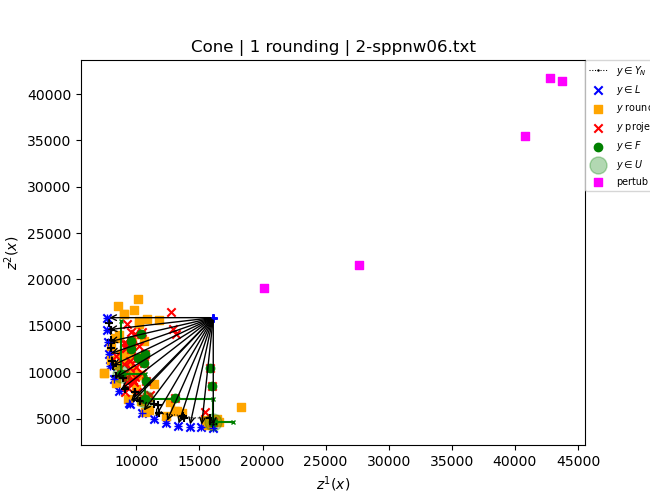 Cone | 1 rounding | 2-sppnw06.txt
z²(x)
40000
35000
30000
25000
20000
15000
10000
5000
10000 15000 20000 25000 30000 35000 40000 45000
z¹(x)
y ∈ Y_N
y ∈ L
y roun
y proje
y ∈ F
y ∈ U
pertub